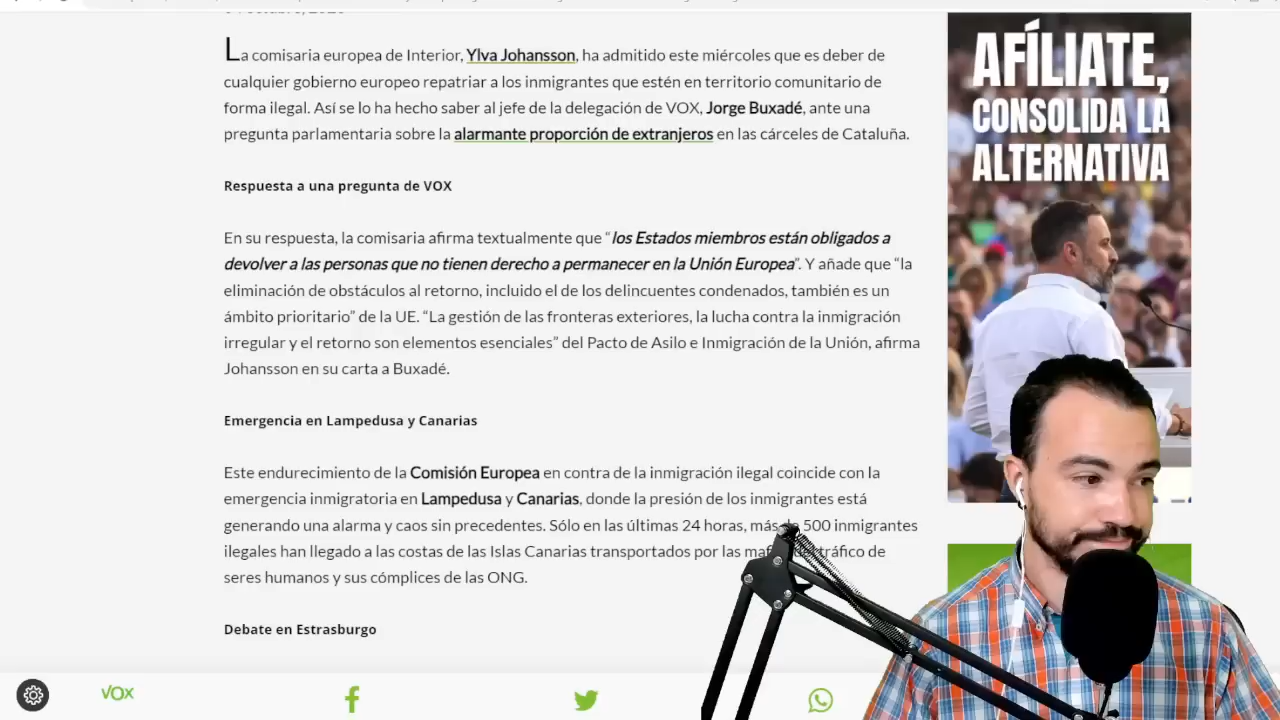 La comisaria europea de Interior, Ylva Johansson, ha admitido este miércoles que es deber de
cualquier gobierno europeo repatriar a los inmigrantes que estén en territorio comunitario de
forma ilegal. Así se lo ha hecho saber al jefe de la delegación de VOX, Jorge Buxadé, ante una
pregunta parlamentaria sobre la alarmante proporción de extranjeros en las cárceles de Cataluña.
Respuesta a una pregunta de VOX
En su respuesta, la comisaria afirma textualmente que “los Estados miembros están obligados a
devolver a las personas que no tienen derecho a permanecer en la Unión Europea”. Y añade que “la
eliminación de obstáculos al retorno, incluido el de los delincuentes condenados, también es un
ámbito prioritario” de la UE. “La gestión de las fronteras exteriores, la lucha contra la inmigración
irregular y el retorno son elementos esenciales” del Pacto de Asilo e Inmigración de la Unión, afirma
Johansson en su carta a Buxadé.
Emergencia en Lampedusa y Canarias
Este endurecimiento de la Comisión Europea en contra de la inmigración ilegal coincide con la
emergencia inmigratoria en Lampedusa y Canarias, donde la presión de los inmigrantes está
generando una alarma y caos sin precedentes. Sólo en las últimas 24 horas, más de 500 inmigrantes
ilegales han llegado a las costas de las Islas Canarias transportados por las tráfico de
seres humanos y sus cómplices de las ONG.
Debate en Estrasburgo
AFÍLIATE,
CONSOLIDA LA
ALTERNATIVA
VOX